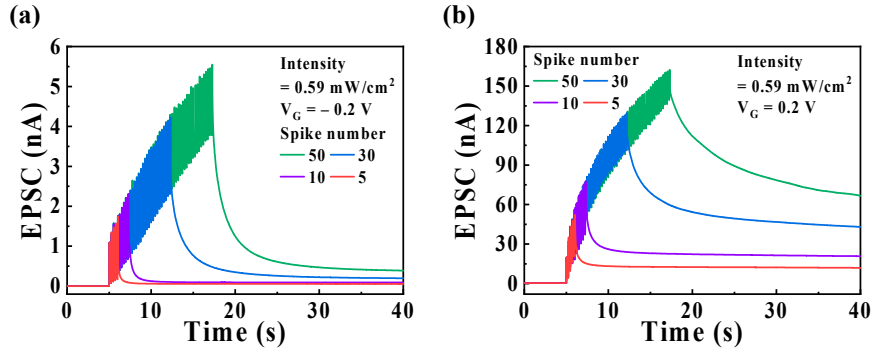 (a)
6
5
4
3
2
1
0
EPSC (nA)
Intensity
= 0.59 mW/cm²
V_G = – 0.2 V
Spike number
50 30
10 5
0 10 20 30 40
Time (s)
(b)
180
150
120
90
60
30
0
EPSC (nA)
Spike number
50 30
10 5
Intensity
= 0.59 mW/cm²
V_G = 0.2 V
0 10 20 30 40
Time (s)